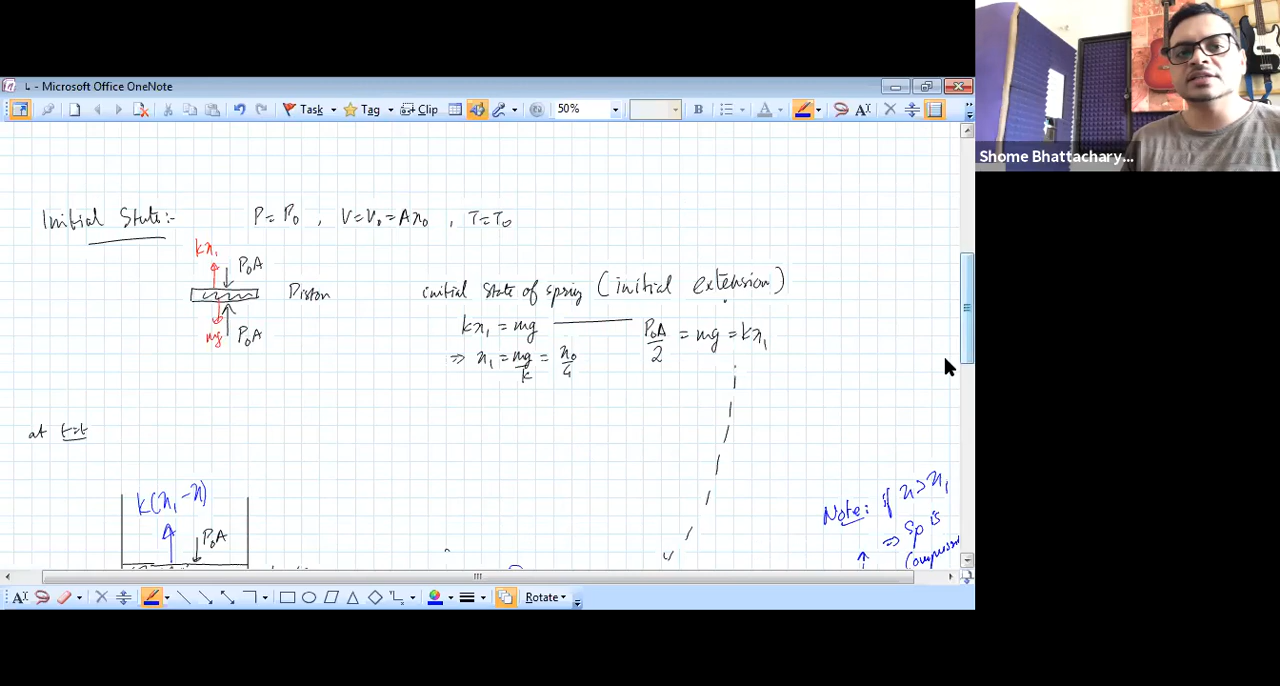 L - Microsoft Office OneNote
Task Tag Clip 50% B A
Shome Bhattachary...
Initial State:- P = P₀ , V = V₀ = Ax₀ , T = T₀
kx₁
P₀A
Piston
mg
P₀A
initial State of spring (initial extension)
kx₁ = mg
P₀A/2 = mg = kx₁
⇒ x₁ = mg/k = x₀/4
at t=t
k(x₁ - x)
P₀A
Note: if x > x₁
⇒ Sp is
Compressed
A Rotate